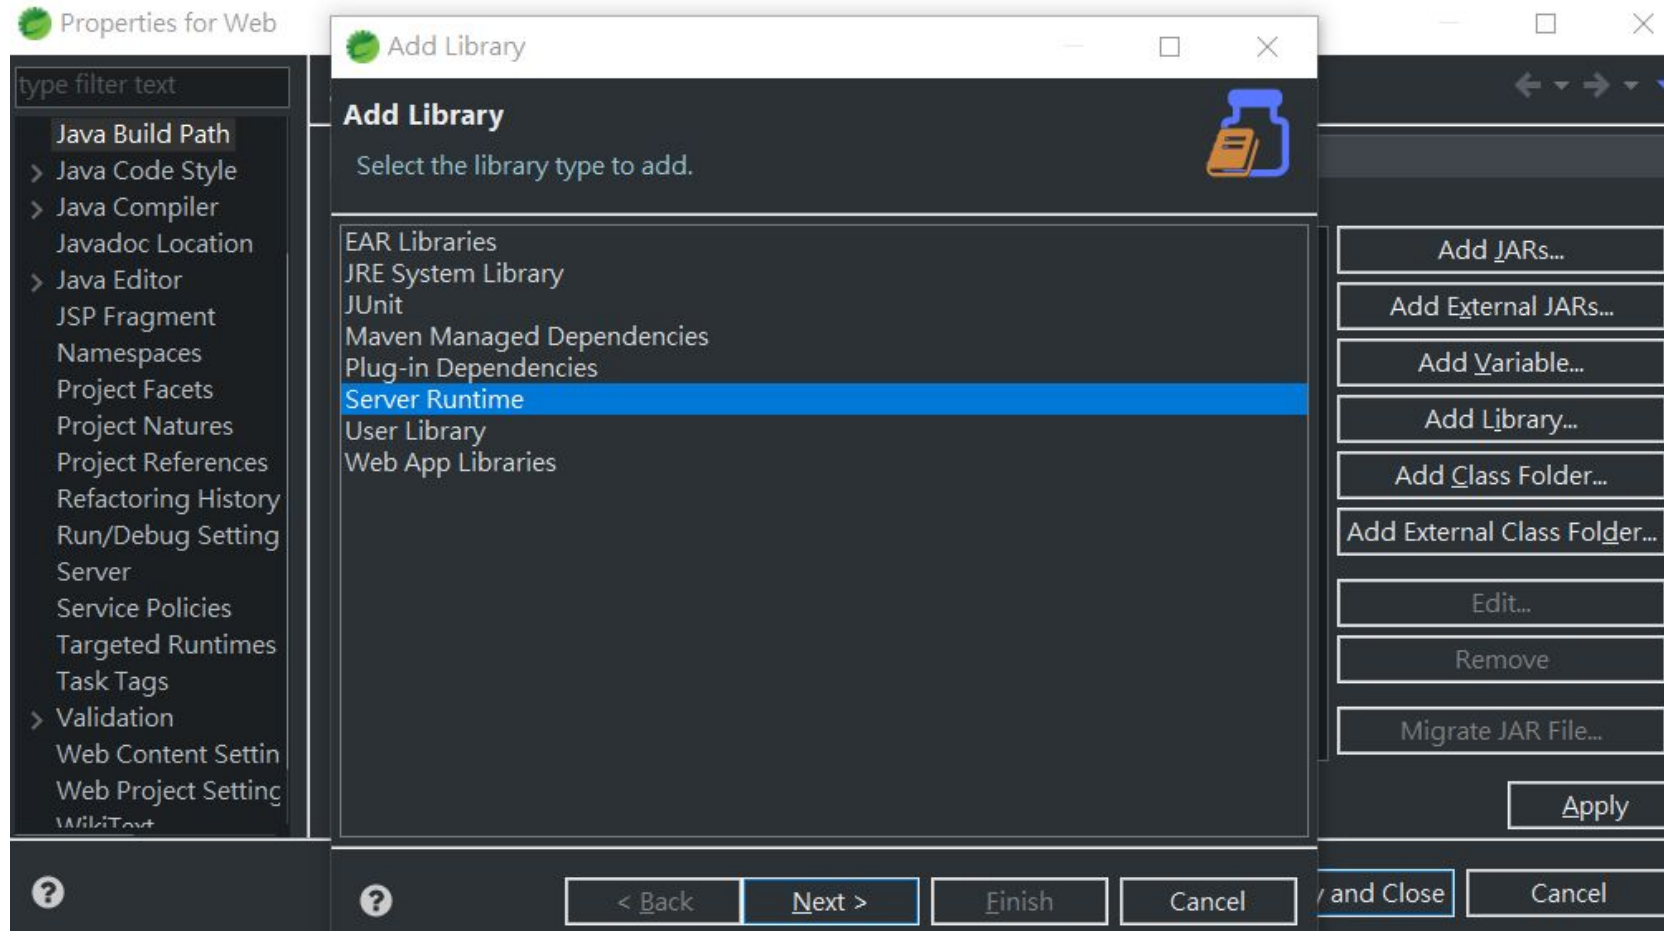 Properties for Web
type filter text
Java Build Path
Java Code Style
Java Compiler
Javadoc Location
Java Editor
JSP Fragment
Namespaces
Project Facets
Project Natures
Project References
Refactoring History
Run/Debug Setting
Server
Service Policies
Targeted Runtimes
Task Tags
Validation
Web Content Settin
Web Project Setting
WikiText
Add Library
Add Library
Select the library type to add.
EAR Libraries
JRE System Library
JUnit
Maven Managed Dependencies
Plug-in Dependencies
Server Runtime
User Library
Web App Libraries
< Back
Next >
Finish
Cancel
Add JARs...
Add External JARs...
Add Variable...
Add Library...
Add Class Folder...
Add External Class Folder...
Edit...
Remove
Migrate JAR File...
Apply
and Close
Cancel